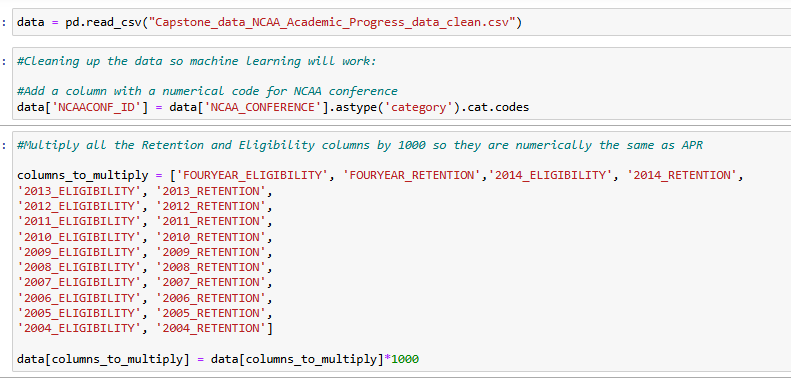 : data = pd.read_csv("Capstone_data_NCAA_Academic_Progress_data_clean.csv")
: #Cleaning up the data so machine learning will work:
#Add a column with a numerical code for NCAA conference
data['NCAACONF_ID'] = data['NCAA_CONFERENCE'].astype('category').cat.codes
: #Multiply all the Retention and Eligibility columns by 1000 so they are numerically the same as APR
columns_to_multiply = ['FOURYEAR_ELIGIBILITY', 'FOURYEAR_RETENTION','2014_ELIGIBILITY', '2014_RETENTION',
'2013_ELIGIBILITY', '2013_RETENTION',
'2012_ELIGIBILITY', '2012_RETENTION',
'2011_ELIGIBILITY', '2011_RETENTION',
'2010_ELIGIBILITY', '2010_RETENTION',
'2009_ELIGIBILITY', '2009_RETENTION',
'2008_ELIGIBILITY', '2008_RETENTION',
'2007_ELIGIBILITY', '2007_RETENTION',
'2006_ELIGIBILITY', '2006_RETENTION',
'2005_ELIGIBILITY', '2005_RETENTION',
'2004_ELIGIBILITY', '2004_RETENTION']
data[columns_to_multiply] = data[columns_to_multiply]*1000